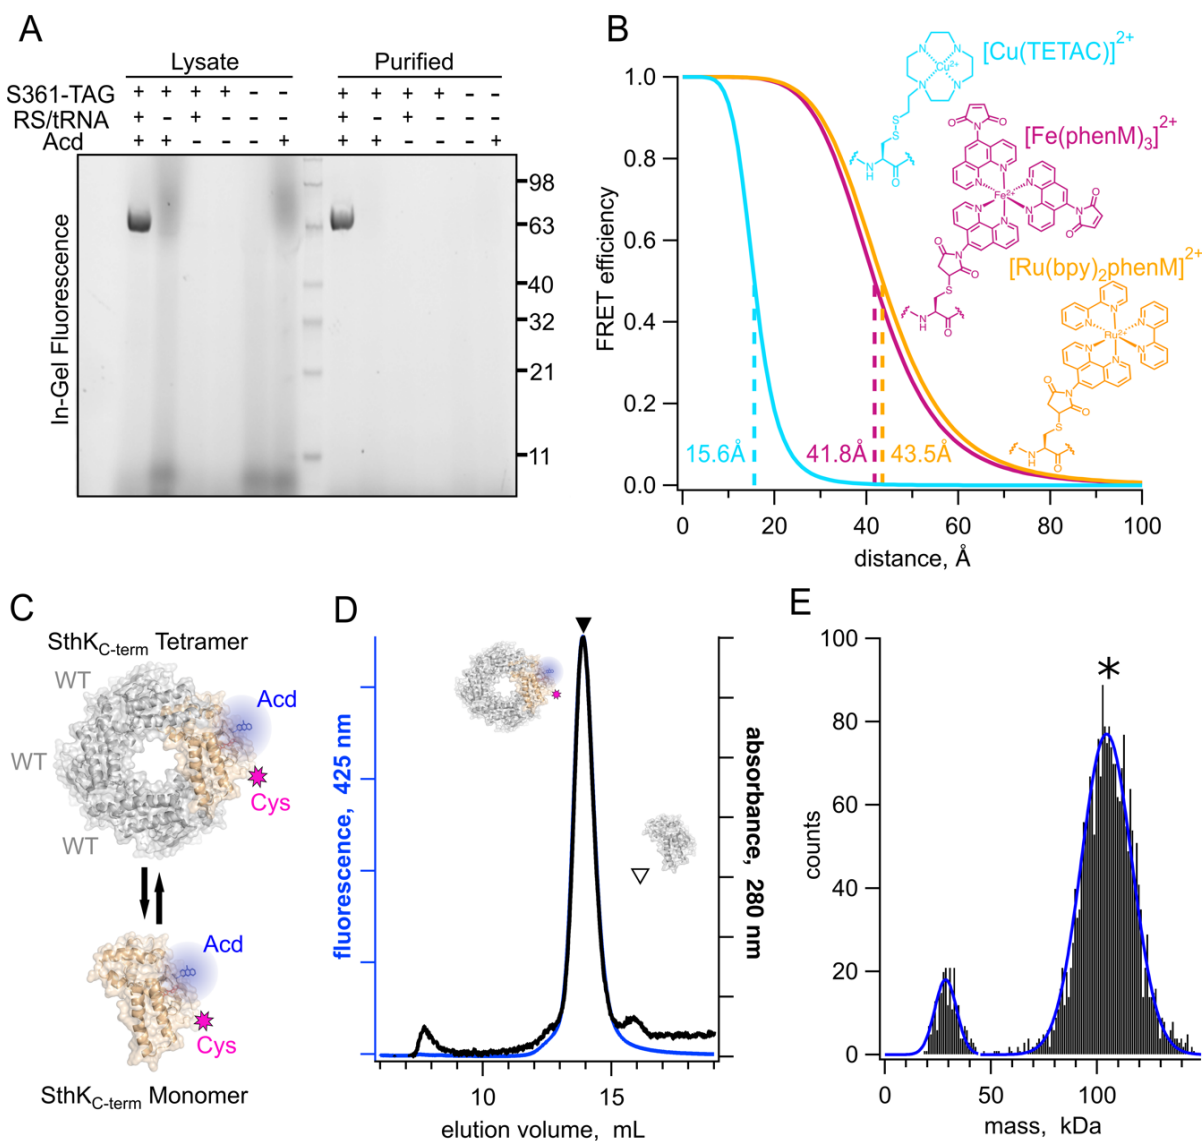 A
Lysate Purified
S361-TAG + + + + - - + + + + - -
RS/tRNA + - + - - - + - + - - -
Acd + + - - - + + + - - - +
In-Gel Fluorescence
98
63
40
32
21
11
B
FRET efficiency
1.0
0.8
0.6
0.4
0.2
0.0
0 20 40 60 80 100
distance, Å
15.6Å 41.8Å 43.5Å
[Cu(TETAC)]2+
[Fe(phenM)3]2+
[Ru(bpy)2phenM]2+
C
SthKC-term Tetramer
WT
WT
WT
Acd
Cys
Acd
Cys
SthKC-term Monomer
D
fluorescence, 425 nm
absorbance, 280 nm
10 15
elution volume, mL
E
counts
100
80
60
40
20
0
*
0 50 100
mass, kDa